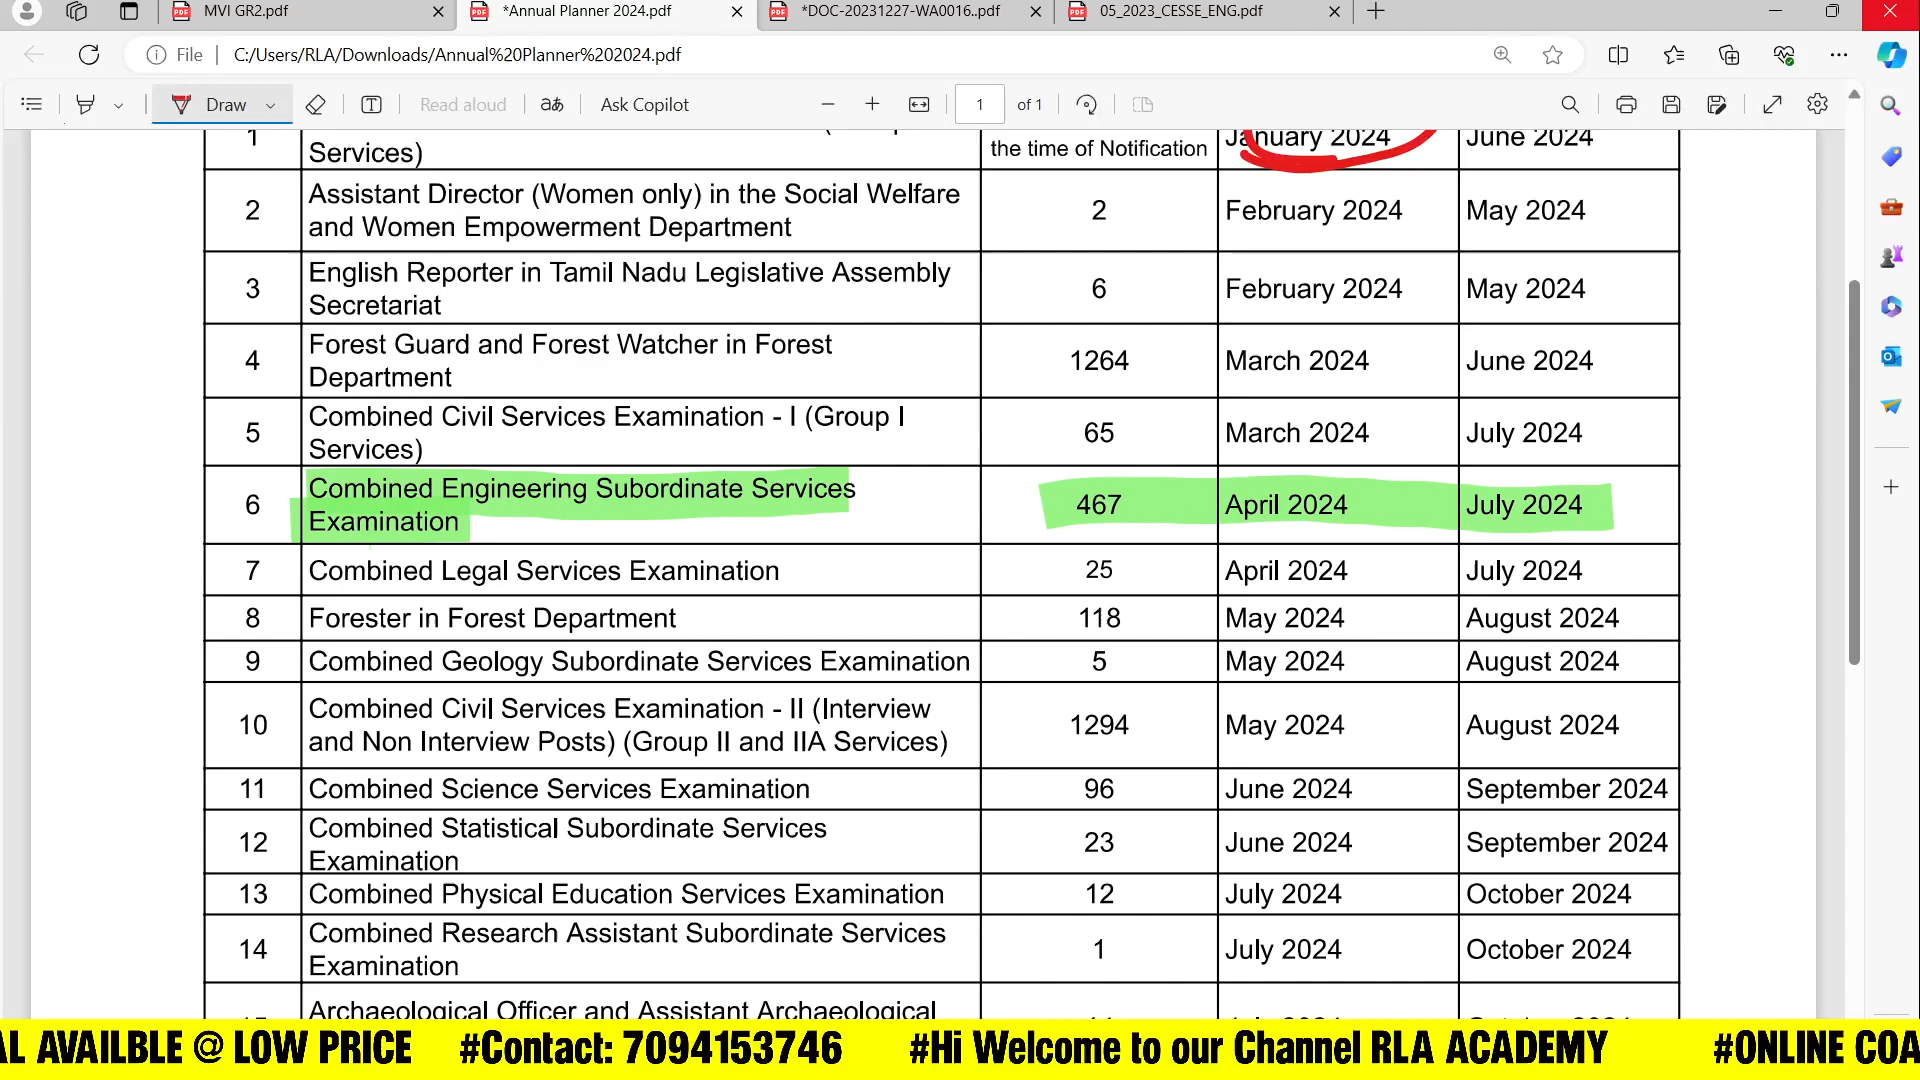 MVI GR2.pdf
*Annual Planner 2024.pdf
*DOC-20231227-WA0016..pdf
05_2023_CESSE_ENG.pdf
File
C:/Users/RLA/Downloads/Annual%20Planner%202024.pdf
Draw
Read aloud
Ask Copilot
1 of 1
1
Services)
the time of Notification
January 2024
June 2024
2
Assistant Director (Women only) in the Social Welfare
and Women Empowerment Department
2
February 2024
May 2024
3
English Reporter in Tamil Nadu Legislative Assembly
Secretariat
6
February 2024
May 2024
4
Forest Guard and Forest Watcher in Forest
Department
1264
March 2024
June 2024
5
Combined Civil Services Examination - I (Group I
Services)
65
March 2024
July 2024
6
Combined Engineering Subordinate Services
Examination
467
April 2024
July 2024
7
Combined Legal Services Examination
25
April 2024
July 2024
8
Forester in Forest Department
118
May 2024
August 2024
9
Combined Geology Subordinate Services Examination
5
May 2024
August 2024
10
Combined Civil Services Examination - II (Interview
and Non Interview Posts) (Group II and IIA Services)
1294
May 2024
August 2024
11
Combined Science Services Examination
96
June 2024
September 2024
12
Combined Statistical Subordinate Services
Examination
23
June 2024
September 2024
13
Combined Physical Education Services Examination
12
July 2024
October 2024
14
Combined Research Assistant Subordinate Services
Examination
1
July 2024
October 2024
Archaeological Officer and Assistant Archaeological
AL AVAILBLE @ LOW PRICE #Contact: 7094153746 #Hi Welcome to our Channel RLA ACADEMY #ONLINE COA